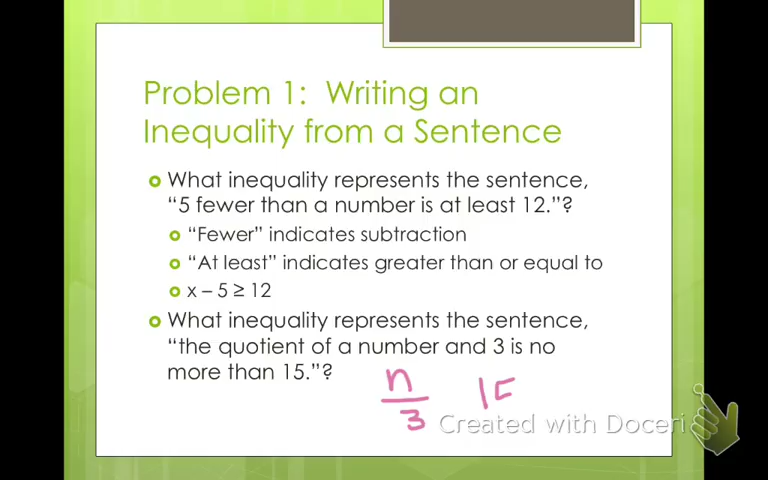 Problem 1: Writing an
Inequality from a Sentence
What inequality represents the sentence,
“5 fewer than a number is at least 12.”?
“Fewer” indicates subtraction
“At least” indicates greater than or equal to
x – 5 ≥ 12
What inequality represents the sentence,
“the quotient of a number and 3 is no
more than 15.”?
n
3
15
Created with Doceri